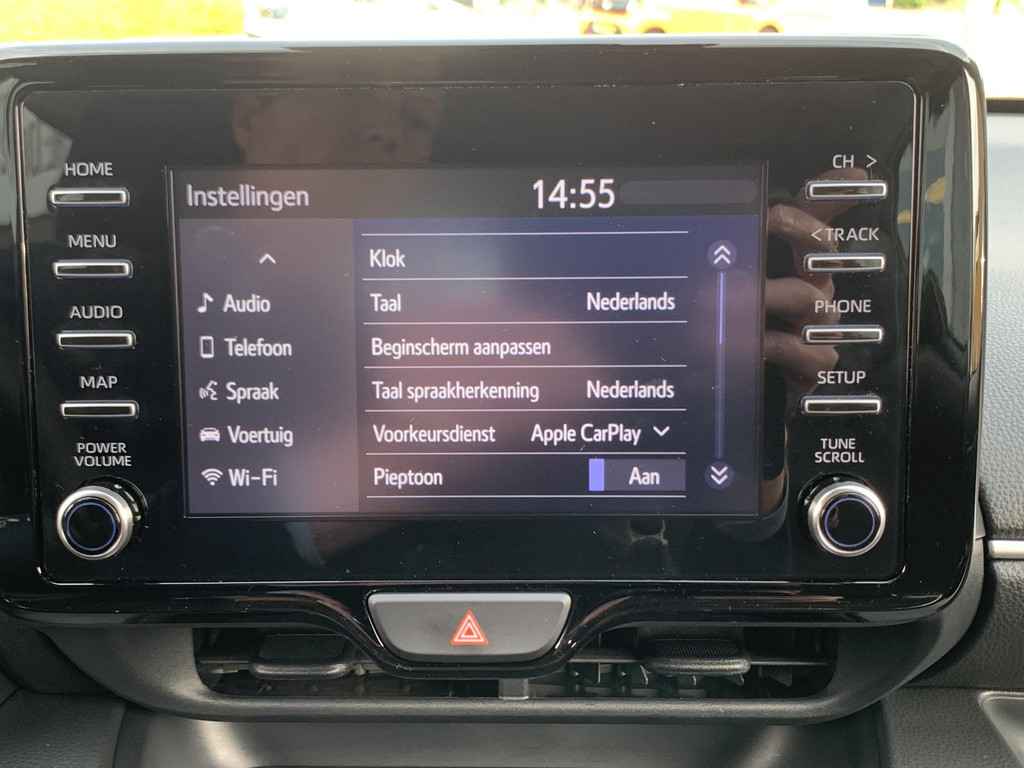 HOME
MENU
AUDIO
MAP
POWER
VOLUME
Instellingen 14:55
Audio
Telefoon
Spraak
Voertuig
Wi-Fi
Klok
Taal Nederlands
Beginscherm aanpassen
Taal spraakherkenning Nederlands
Voorkeursdienst Apple CarPlay
Pieptoon Aan
CH >
< TRACK
PHONE
SETUP
TUNE
SCROLL